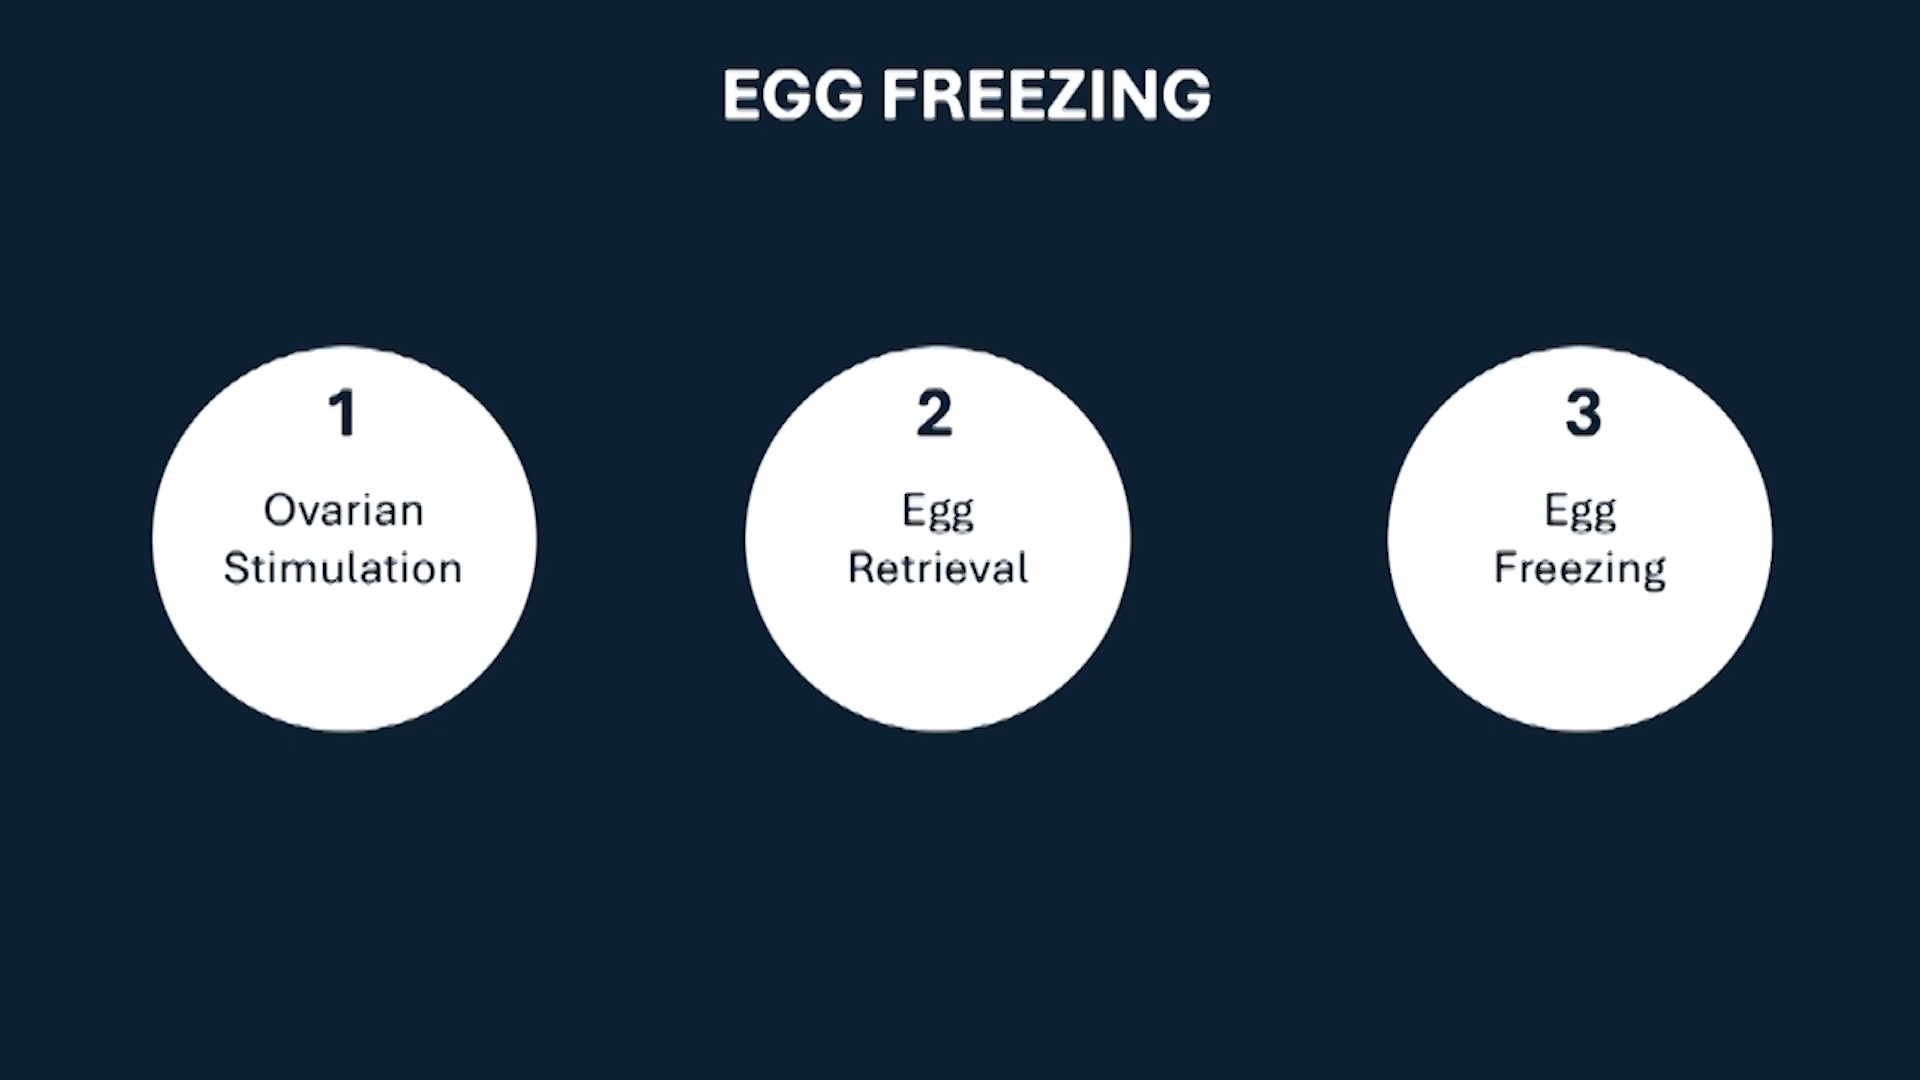 EGG FREEZING
1
Ovarian
Stimulation
2
Egg
Retrieval
3
Egg
Freezing